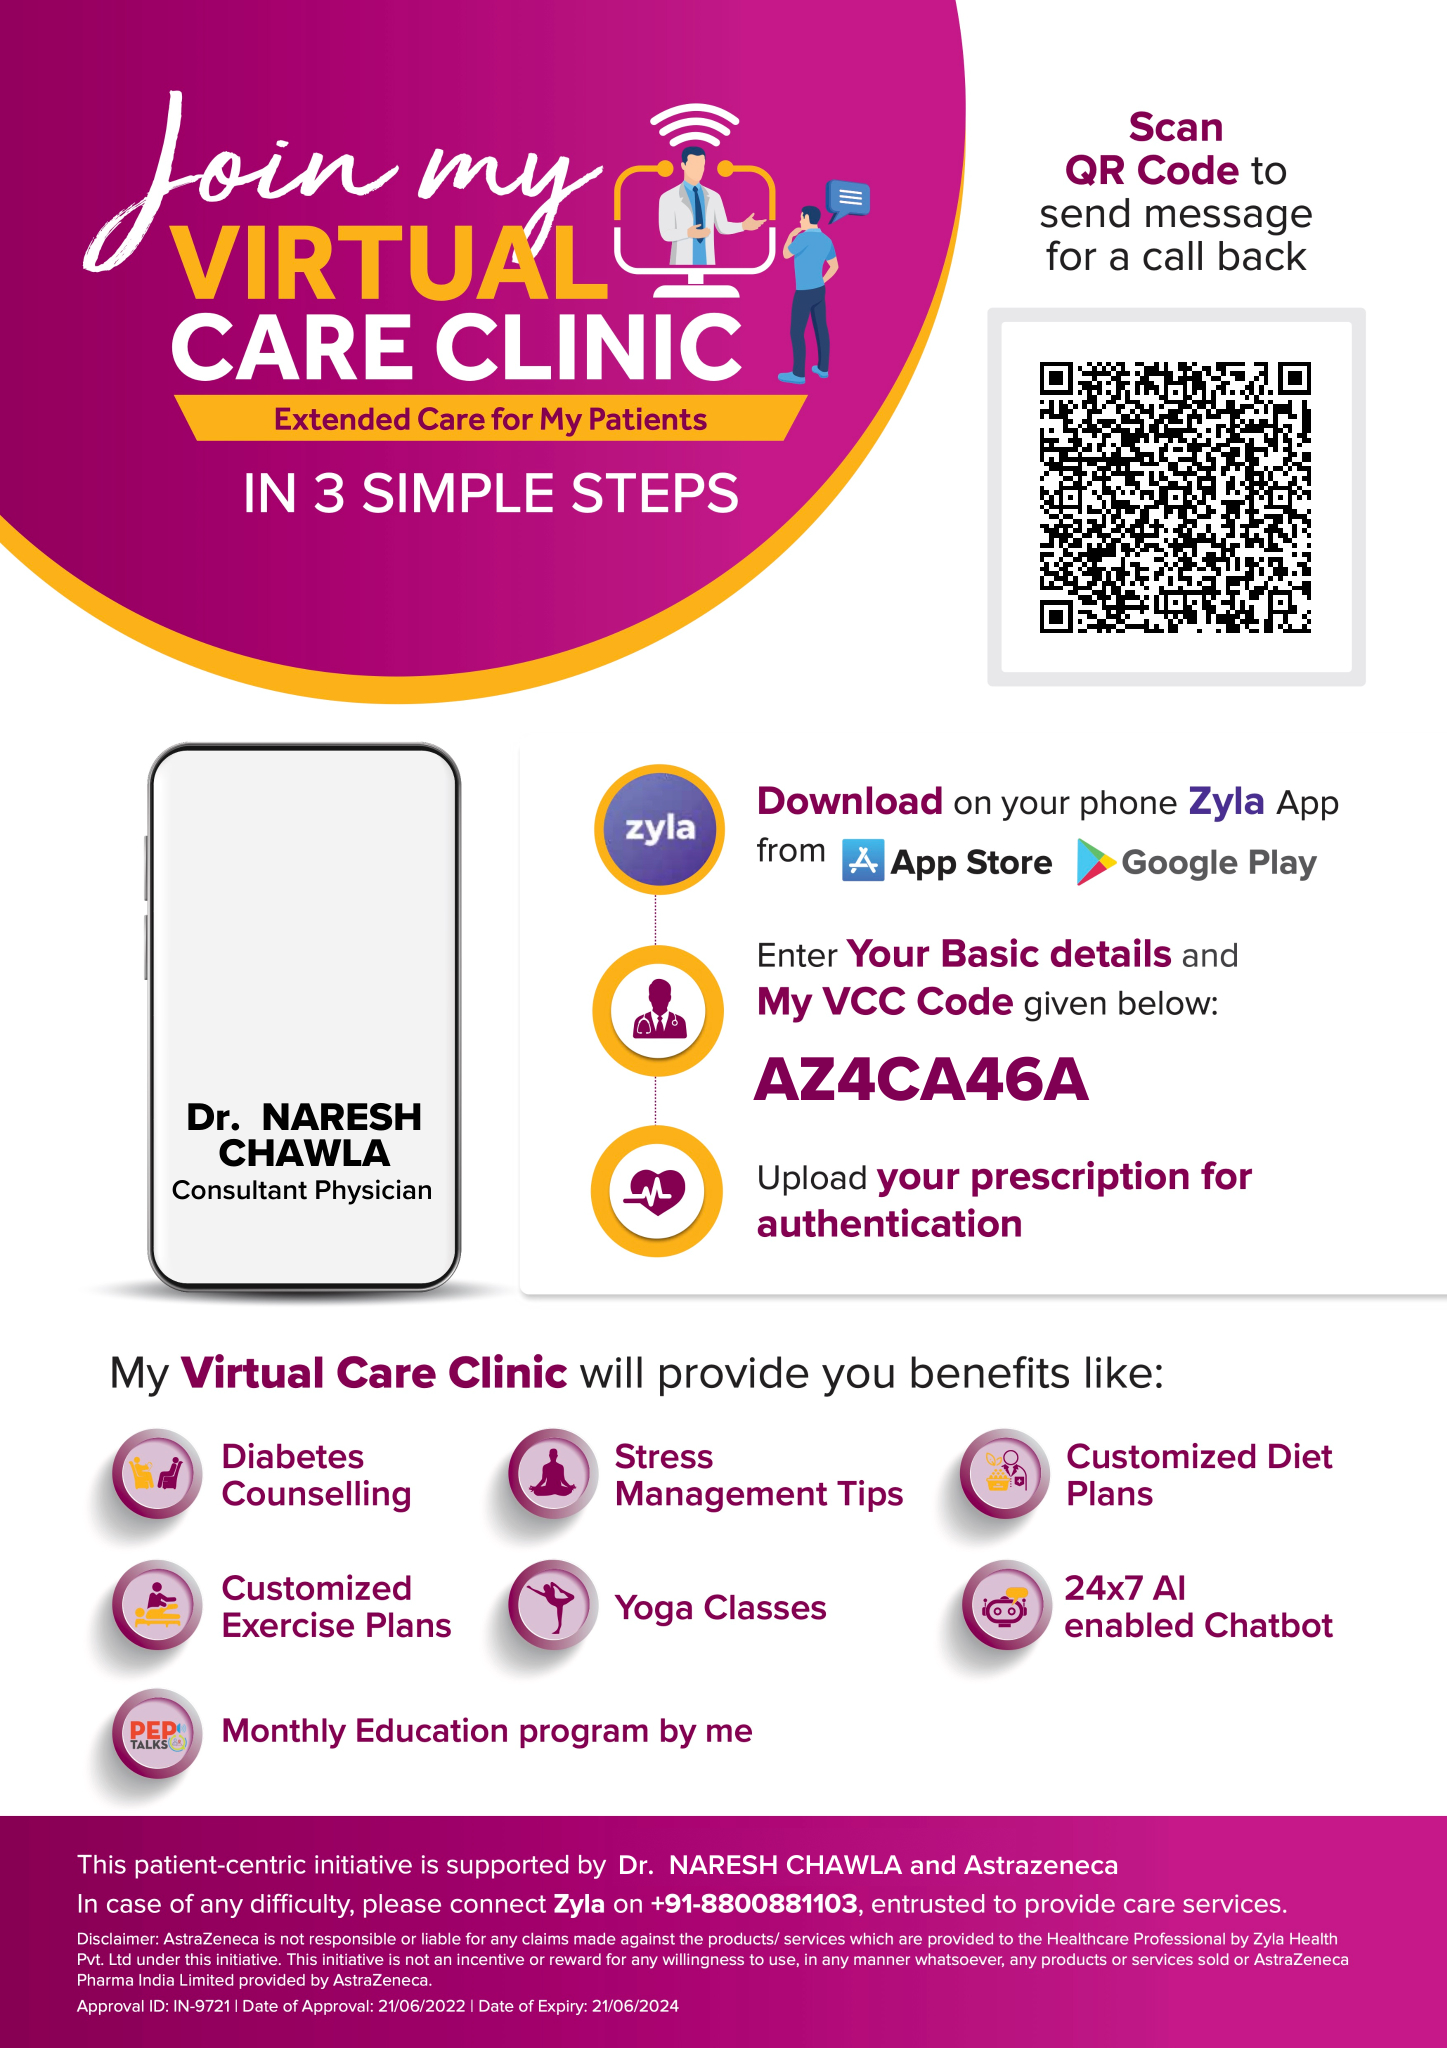 Join my
VIRTUAL
CARE CLINIC
Extended Care for My Patients
IN 3 SIMPLE STEPS
Scan
QR Code to
send message
for a call back
zyla
Download on your phone Zyla App
from App Store Google Play
Enter Your Basic details and
My VCC Code given below:
AZ4CA46A
Upload your prescription for
authentication
Dr. NARESH
CHAWLA
Consultant Physician
My Virtual Care Clinic will provide you benefits like:
Diabetes
Counselling
Stress
Management Tips
Customized Diet
Plans
Customized
Exercise Plans
Yoga Classes
24x7 AI
enabled Chatbot
PEP
TALKS
Monthly Education program by me
This patient-centric initiative is supported by Dr. NARESH CHAWLA and Astrazeneca
In case of any difficulty, please connect Zyla on +91-8800881103, entrusted to provide care services.
Disclaimer: AstraZeneca is not responsible or liable for any claims made against the products/ services which are provided to the Healthcare Professional by Zyla Health
Pvt. Ltd under this initiative. This initiative is not an incentive or reward for any willingness to use, in any manner whatsoever, any products or services sold or AstraZeneca
Pharma India Limited provided by AstraZeneca.
Approval ID: IN-9721 | Date of Approval: 21/06/2022 | Date of Expiry: 21/06/2024